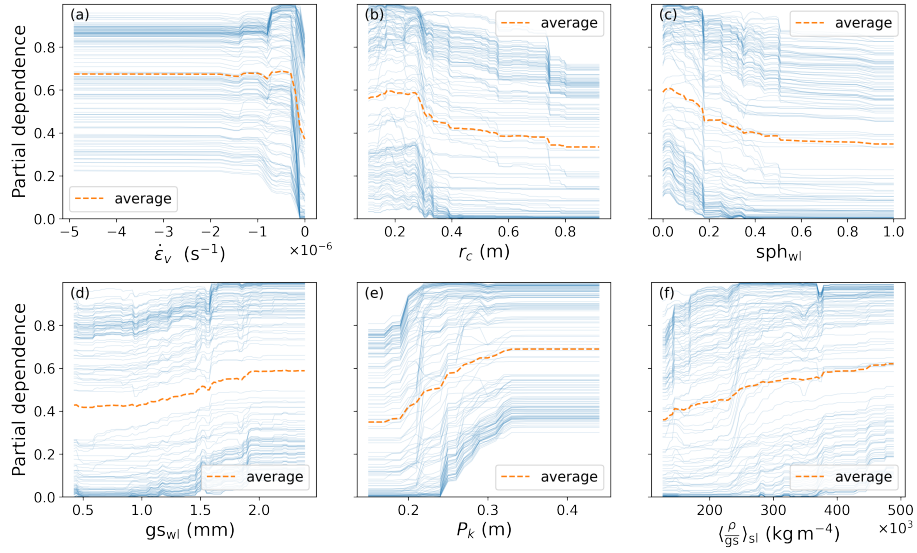 (a)
(b)
(c)
Partial dependence
0.0
0.2
0.4
0.6
0.8
average
average
average
−5 −4 −3 −2 −1 0
×10⁻⁶
0.2 0.4 0.6 0.8
0.0 0.2 0.4 0.6 0.8 1.0
ε̇ᵥ (s⁻¹)
r_c (m)
sph_wl
(d)
(e)
(f)
Partial dependence
0.0
0.2
0.4
0.6
0.8
average
average
average
0.5 1.0 1.5 2.0
0.2 0.3 0.4
200 300 400 500
×10³
gs_wl (mm)
P_k (m)
⟨ρ/gs⟩_sl (kg m⁻⁴)